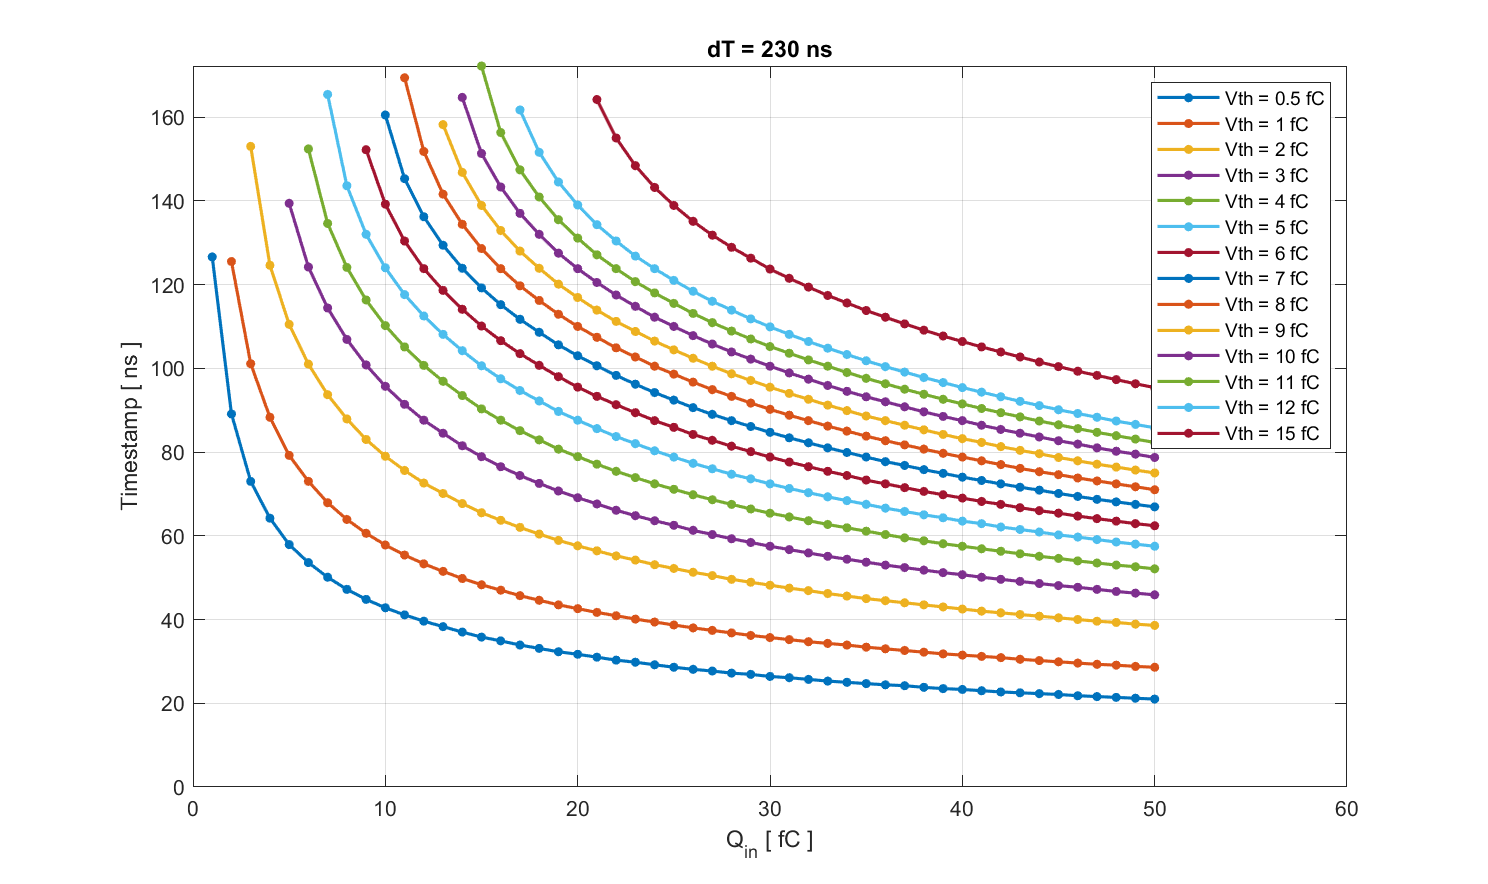 dT = 230 ns
Timestamp [ ns ]
160
140
120
100
80
60
40
20
0
0 10 20 30 40 50 60
Q_in [ fC ]
Vth = 0.5 fC
Vth = 1 fC
Vth = 2 fC
Vth = 3 fC
Vth = 4 fC
Vth = 5 fC
Vth = 6 fC
Vth = 7 fC
Vth = 8 fC
Vth = 9 fC
Vth = 10 fC
Vth = 11 fC
Vth = 12 fC
Vth = 15 fC